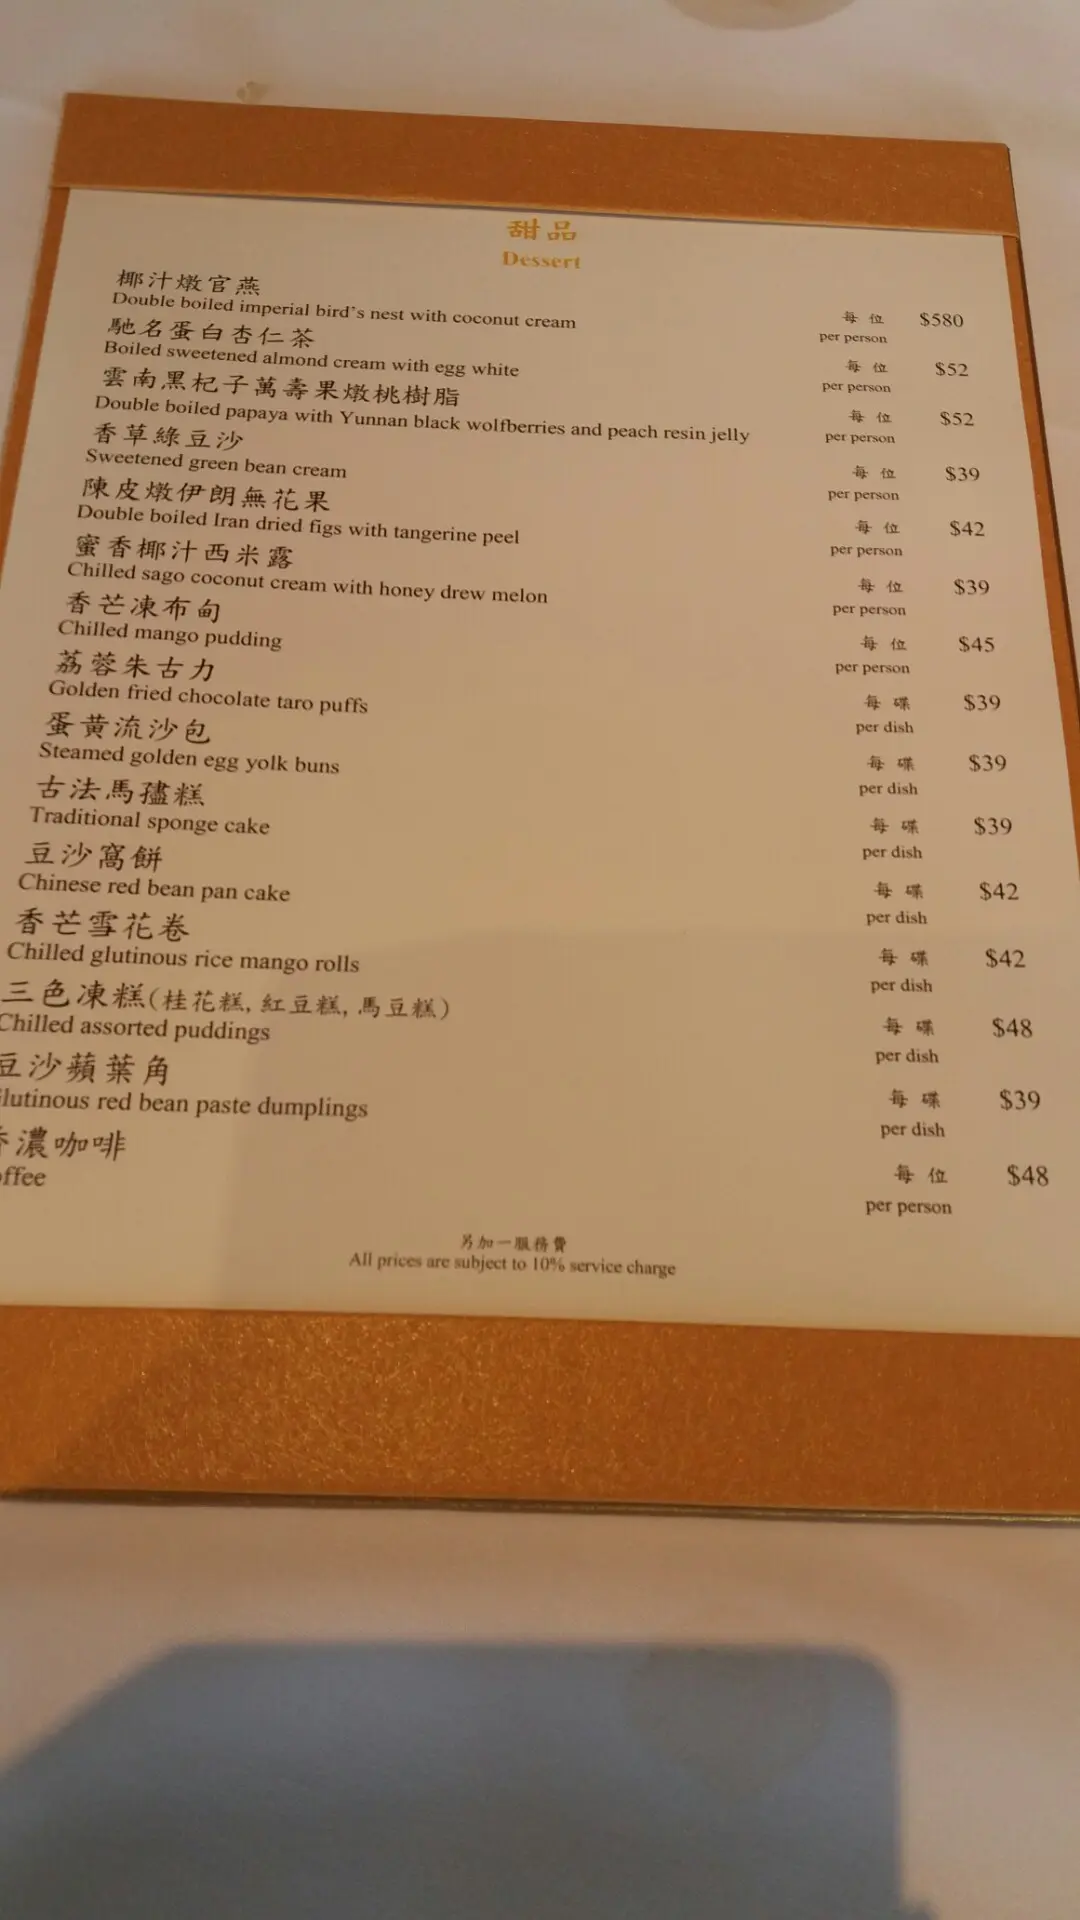 甜品
Dessert
椰汁燉官燕 每位 $580
Double boiled imperial bird's nest with coconut cream per person
馳名蛋白杏仁茶 每位 $52
Boiled sweetened almond cream with egg white per person
雲南黑杞子萬壽果燉桃樹脂 每位 $52
Double boiled papaya with Yunnan black wolfberries and peach resin jelly per person
香草綠豆沙 每位 $39
Sweetened green bean cream per person
陳皮燉伊朗無花果 每位 $42
Double boiled Iran dried figs with tangerine peel per person
蜜香椰汁西米露 每位 $39
Chilled sago coconut cream with honey drew melon per person
香芒凍布甸 每位 $45
Chilled mango pudding per person
荔蓉朱古力 每碟 $39
Golden fried chocolate taro puffs per dish
蛋黄流沙包 每碟 $39
Steamed golden egg yolk buns per dish
古法馬孻糕 每碟 $39
Traditional sponge cake per dish
豆沙窩餅 每碟 $42
Chinese red bean pan cake per dish
香芒雪花卷 每碟 $42
Chilled glutinous rice mango rolls per dish
三色凍糕(桂花糕,紅豆糕,馬豆糕) 每碟 $48
Chilled assorted puddings per dish
豆沙蘋葉角 每碟 $39
lutinous red bean paste dumplings per dish
濃咖啡 每位 $48
ffee per person
另加一服務費
All prices are subject to 10% service charge